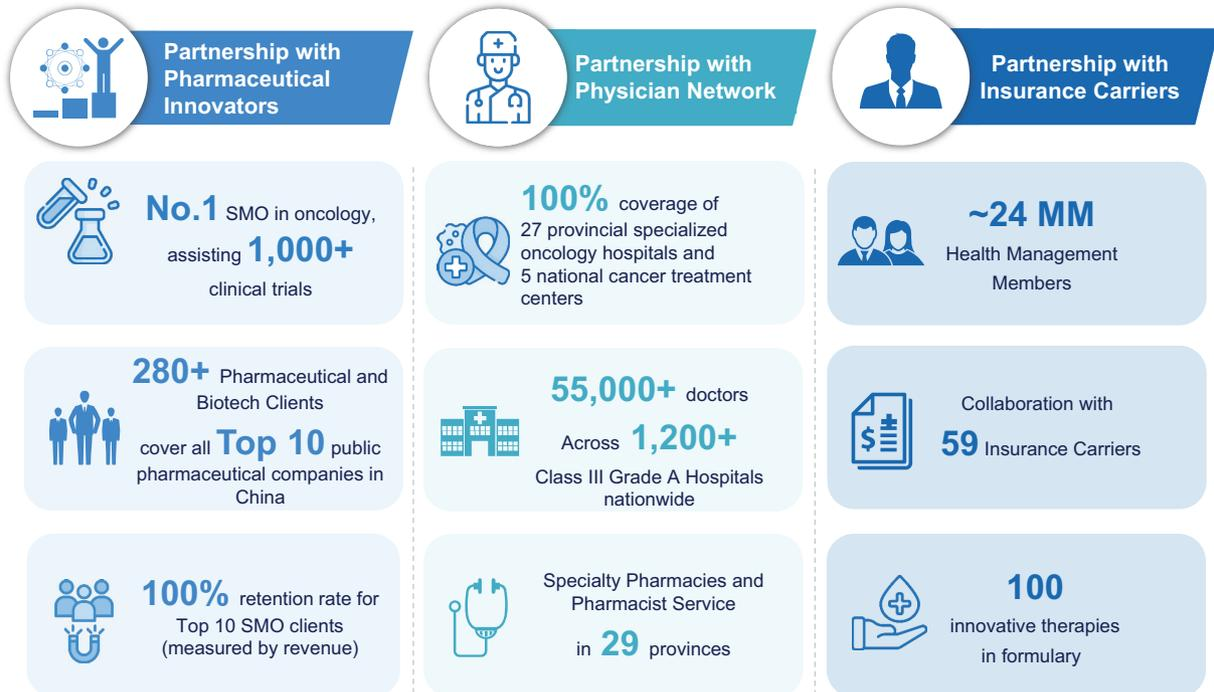 Partnership with
Pharmaceutical
Innovators
No.1 SMO in oncology,
assisting 1,000+
clinical trials
280+ Pharmaceutical and
Biotech Clients
cover all Top 10 public
pharmaceutical companies in
China
100% retention rate for
Top 10 SMO clients
(measured by revenue)
Partnership with
Physician Network
100% coverage of
27 provincial specialized
oncology hospitals and
5 national cancer treatment
centers
55,000+ doctors
Across 1,200+
Class III Grade A Hospitals
nationwide
Specialty Pharmacies and
Pharmacist Service
in 29 provinces
Partnership with
Insurance Carriers
~24 MM
Health Management
Members
$
Collaboration with
59 Insurance Carriers
100
innovative therapies
in formulary